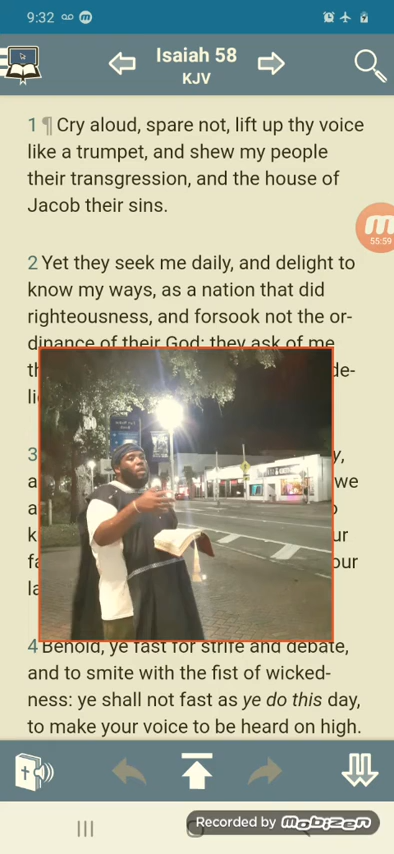 9:32
Isaiah 58
KJV
55:59
1 ¶ Cry aloud, spare not, lift up thy voice
like a trumpet, and shew my people
their transgression, and the house of
Jacob their sins.
2 Yet they seek me daily, and delight to
know my ways, as a nation that did
righteousness, and forsook not the or-
dinance of their God: they ask of me
th de-
li
3 y,
a we
a o
k ur
fa our
la
4 Behold, ye fast for strife and debate,
and to smite with the fist of wicked-
ness: ye shall not fast as ye do this day,
to make your voice to be heard on high.
Recorded by mobizen